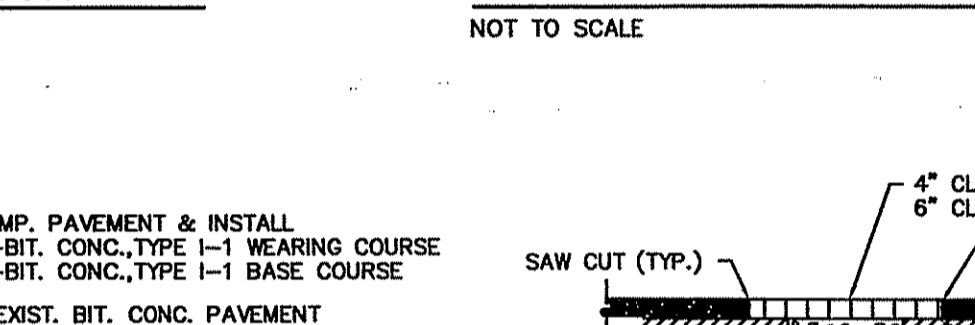 NOT TO SCALE
MP. PAVEMENT & INSTALL
-BIT. CONC.,TYPE I-1 WEARING COURSE
-BIT. CONC.,TYPE I-1 BASE COURSE
EXIST. BIT. CONC. PAVEMENT
4" CL
6" CL
SAW CUT (TYP.)